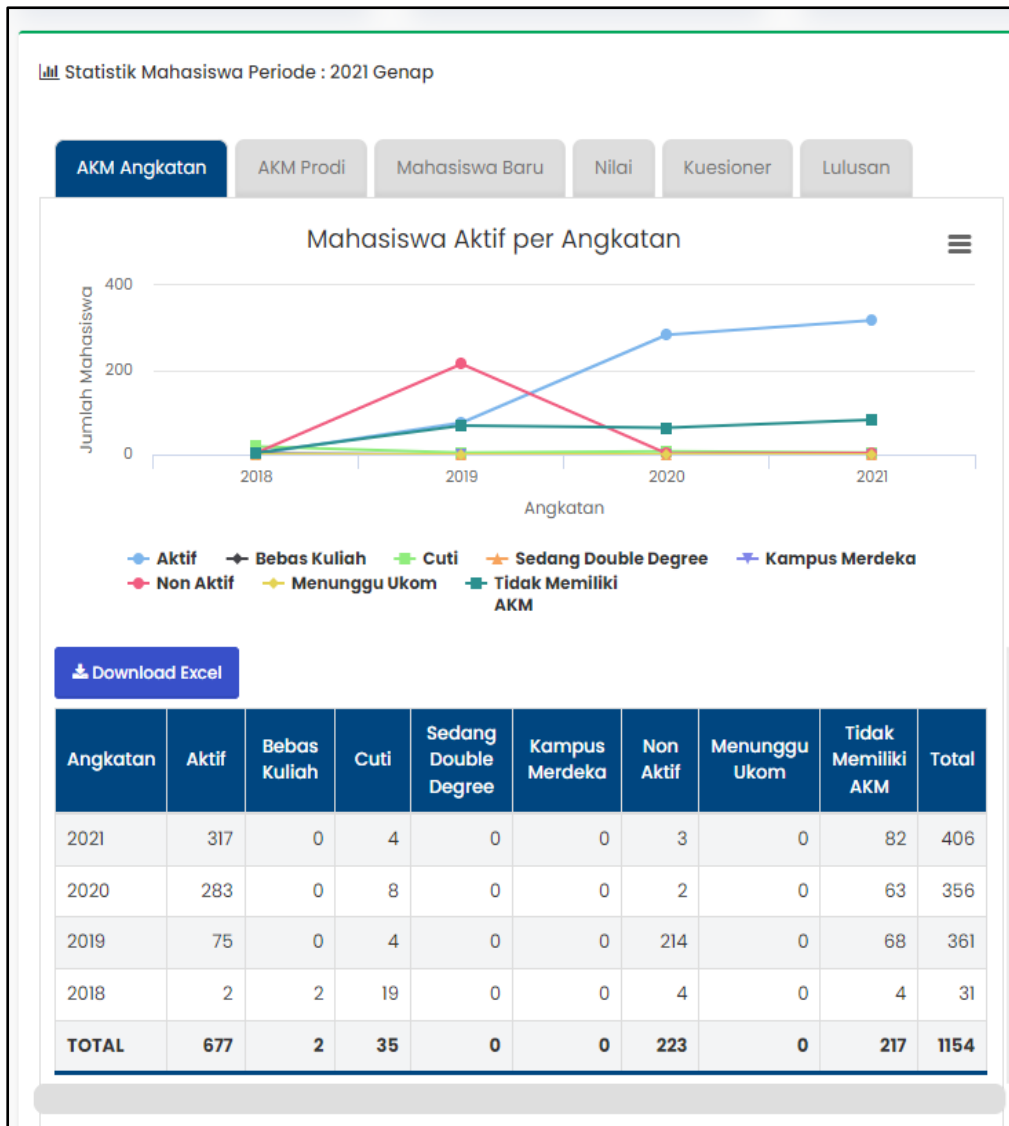 Statistik Mahasiswa Periode : 2021 Genap
AKM Angkatan AKM Prodi Mahasiswa Baru Nilai Kuesioner Lulusan
Mahasiswa Aktif per Angkatan
Jumlah Mahasiswa
400
200
0
2018 2019 2020 2021
Angkatan
Aktif Bebas Kuliah Cuti Sedang Double Degree Kampus Merdeka
Non Aktif Menunggu Ukom Tidak Memiliki
AKM
Download Excel
Angkatan Aktif Bebas Kuliah Cuti Sedang Double Degree Kampus Merdeka Non Aktif Menunggu Ukom Tidak Memiliki AKM Total
2021 317 0 4 0 0 3 0 82 406
2020 283 0 8 0 0 2 0 63 356
2019 75 0 4 0 0 214 0 68 361
2018 2 2 19 0 0 4 0 4 31
TOTAL 677 2 35 0 0 223 0 217 1154